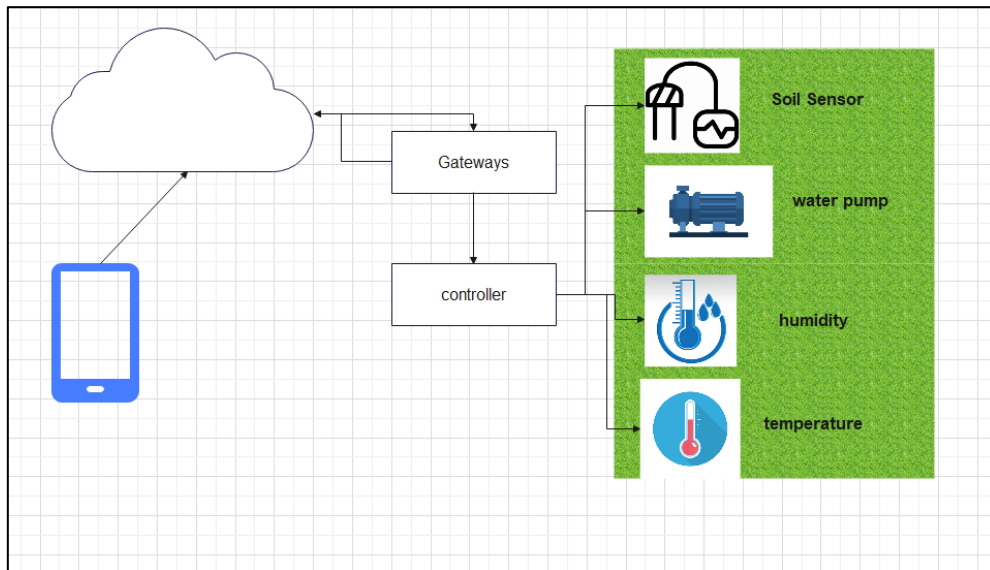 Soil Sensor
Gateways
water pump
controller
humidity
temperature